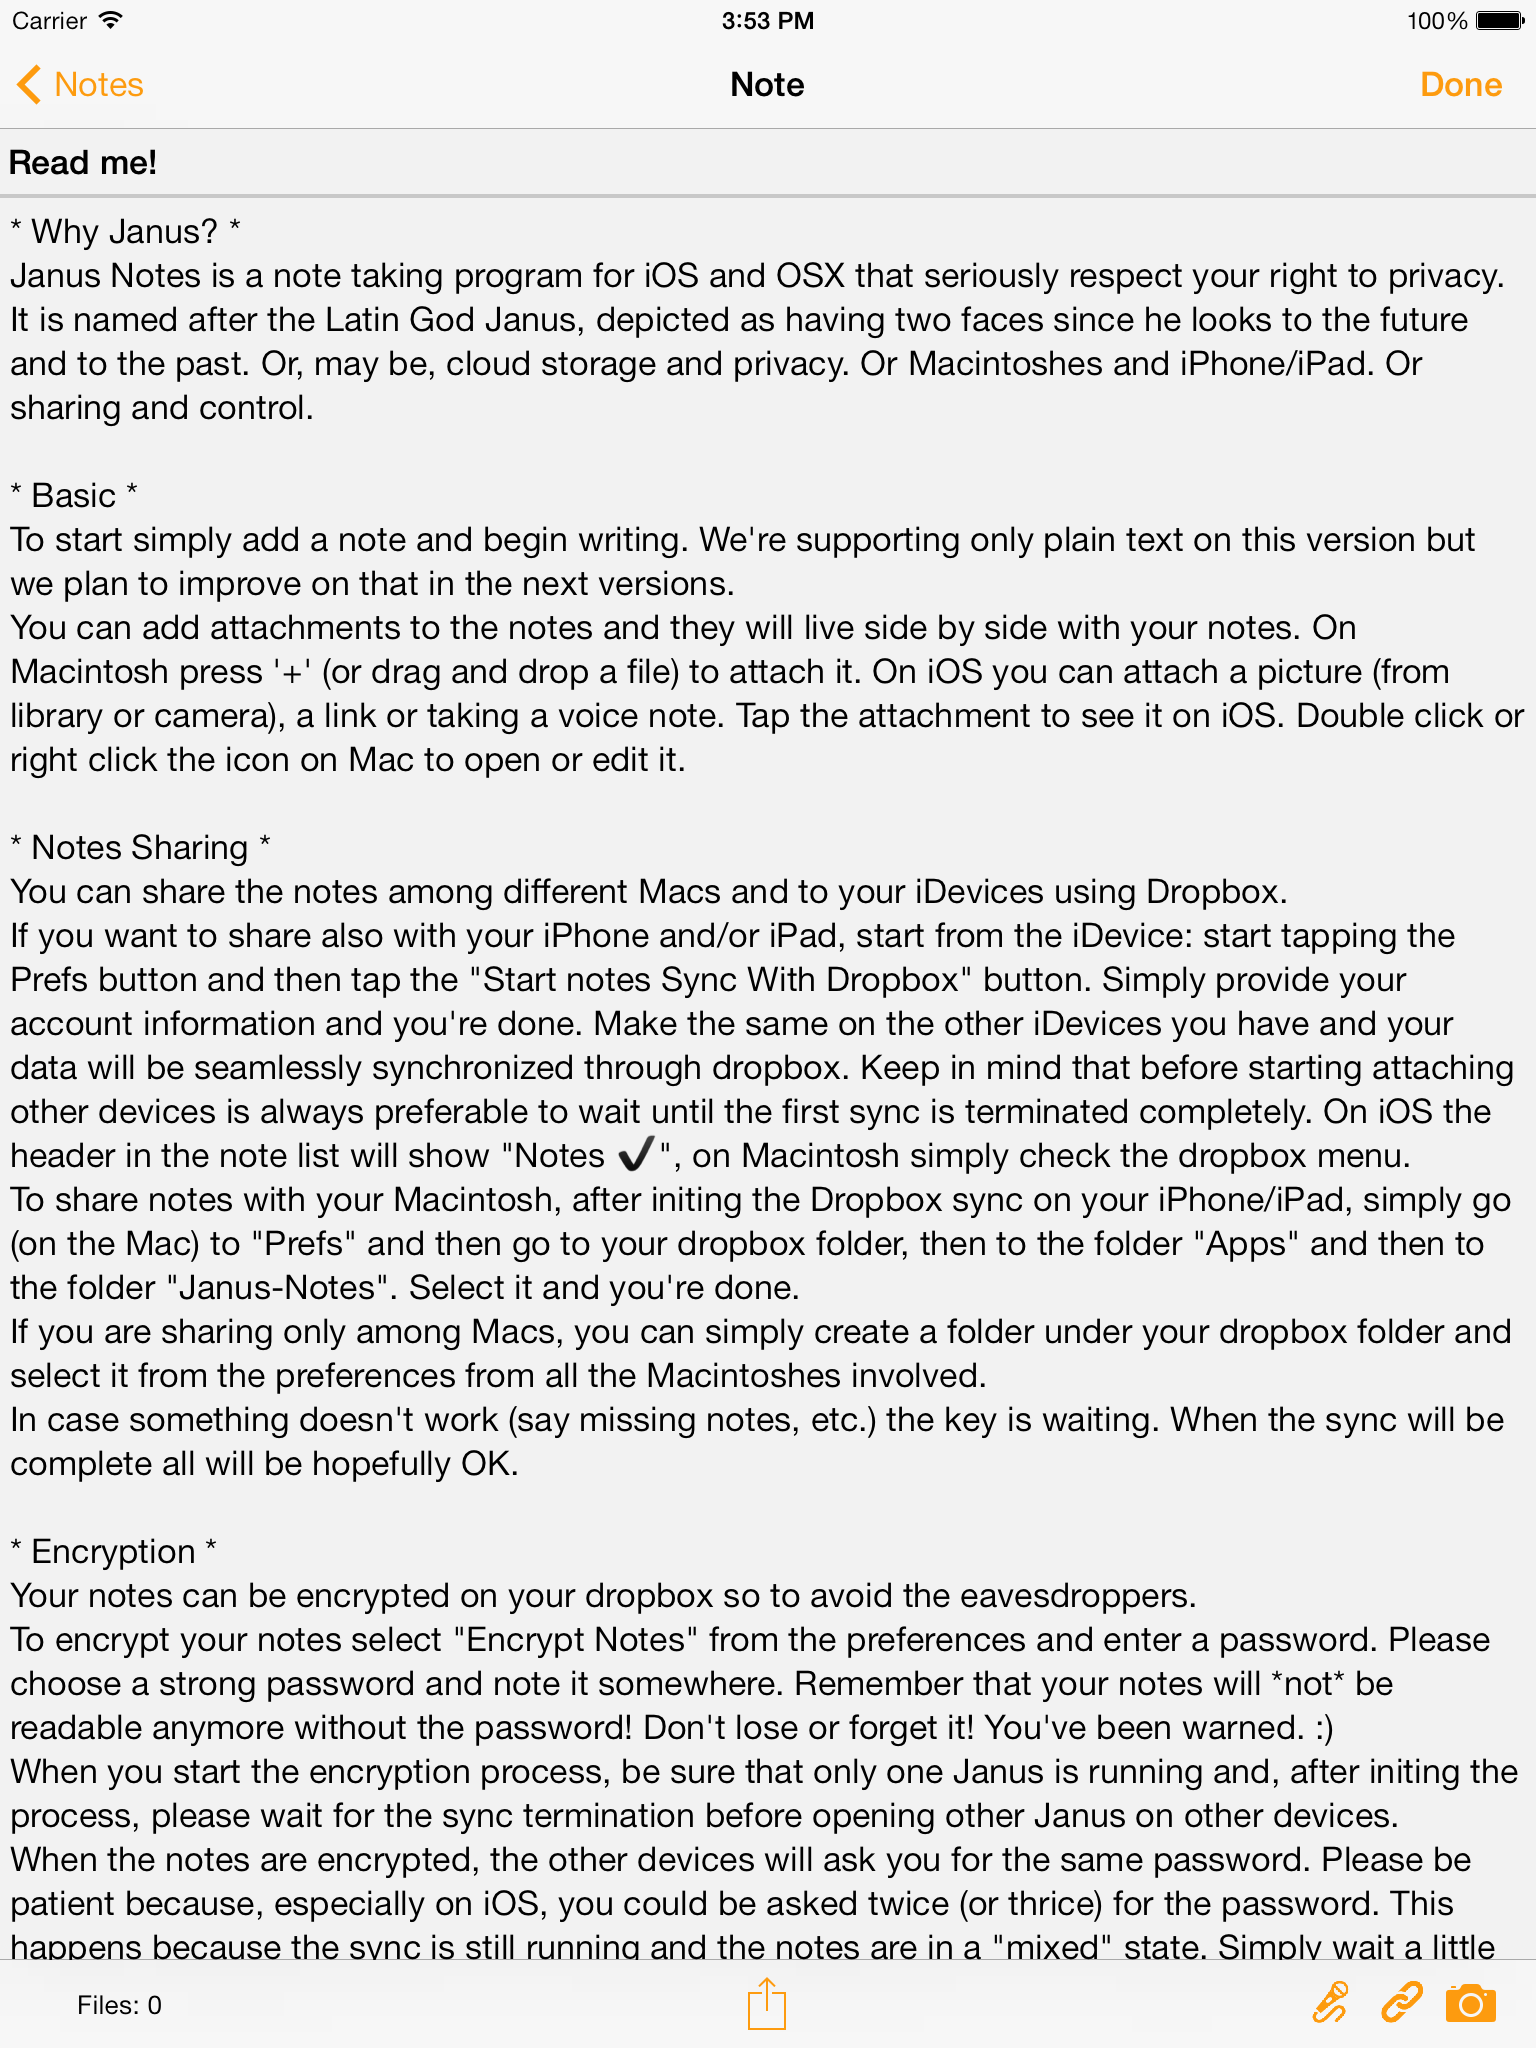 Carrier
3:53 PM
100%
Notes
Note
Done
Read me!
* Why Janus? *
Janus Notes is a note taking program for iOS and OSX that seriously respect your right to privacy.
It is named after the Latin God Janus, depicted as having two faces since he looks to the future
and to the past. Or, may be, cloud storage and privacy. Or Macintoshes and iPhone/iPad. Or
sharing and control.
* Basic *
To start simply add a note and begin writing. We're supporting only plain text on this version but
we plan to improve on that in the next versions.
You can add attachments to the notes and they will live side by side with your notes. On
Macintosh press '+' (or drag and drop a file) to attach it. On iOS you can attach a picture (from
library or camera), a link or taking a voice note. Tap the attachment to see it on iOS. Double click or
right click the icon on Mac to open or edit it.
* Notes Sharing *
You can share the notes among different Macs and to your iDevices using Dropbox.
If you want to share also with your iPhone and/or iPad, start from the iDevice: start tapping the
Prefs button and then tap the "Start notes Sync With Dropbox" button. Simply provide your
account information and you're done. Make the same on the other iDevices you have and your
data will be seamlessly synchronized through dropbox. Keep in mind that before starting attaching
other devices is always preferable to wait until the first sync is terminated completely. On iOS the
header in the note list will show "Notes ✔", on Macintosh simply check the dropbox menu.
To share notes with your Macintosh, after initing the Dropbox sync on your iPhone/iPad, simply go
(on the Mac) to "Prefs" and then go to your dropbox folder, then to the folder "Apps" and then to
the folder "Janus-Notes". Select it and you're done.
If you are sharing only among Macs, you can simply create a folder under your dropbox folder and
select it from the preferences from all the Macintoshes involved.
In case something doesn't work (say missing notes, etc.) the key is waiting. When the sync will be
complete all will be hopefully OK.
* Encryption *
Your notes can be encrypted on your dropbox so to avoid the eavesdroppers.
To encrypt your notes select "Encrypt Notes" from the preferences and enter a password. Please
choose a strong password and note it somewhere. Remember that your notes will *not* be
readable anymore without the password! Don't lose or forget it! You've been warned. :)
When you start the encryption process, be sure that only one Janus is running and, after initing the
process, please wait for the sync termination before opening other Janus on other devices.
When the notes are encrypted, the other devices will ask you for the same password. Please be
patient because, especially on iOS, you could be asked twice (or thrice) for the password. This
happens because the sync is still running and the notes are in a "mixed" state. Simply wait a little
Files: 0